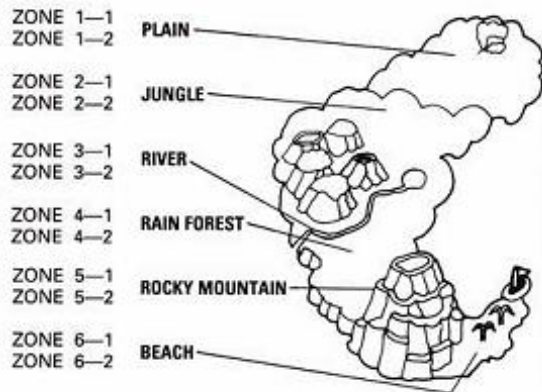 ZONE 1—1
ZONE 1—2
PLAIN
ZONE 2—1
ZONE 2—2
JUNGLE
ZONE 3—1
ZONE 3—2
RIVER
ZONE 4—1
ZONE 4—2
RAIN FOREST
ZONE 5—1
ZONE 5—2
ROCKY MOUNTAIN
ZONE 6—1
ZONE 6—2
BEACH